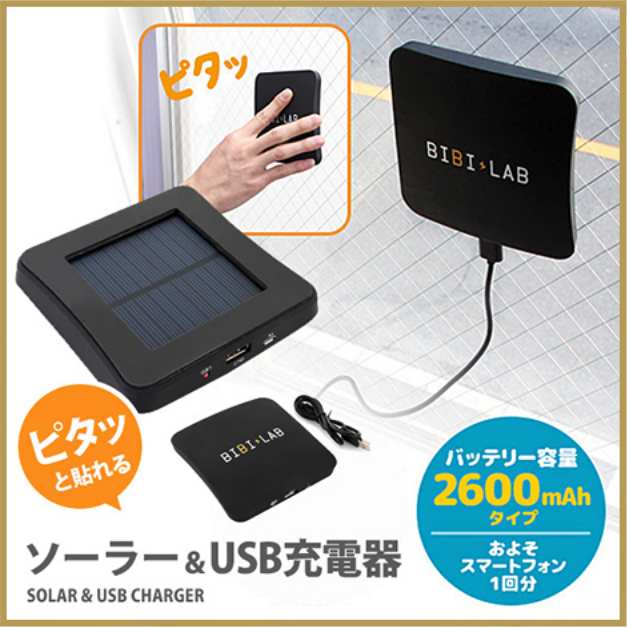 ピタッ
BIBI LAB
BIBI LAB
ピタッ
と貼れる
バッテリー容量
2600mAh
タイプ
およそ
スマートフォン
1回分
ソーラー&USB充電器
SOLAR & USB CHARGER